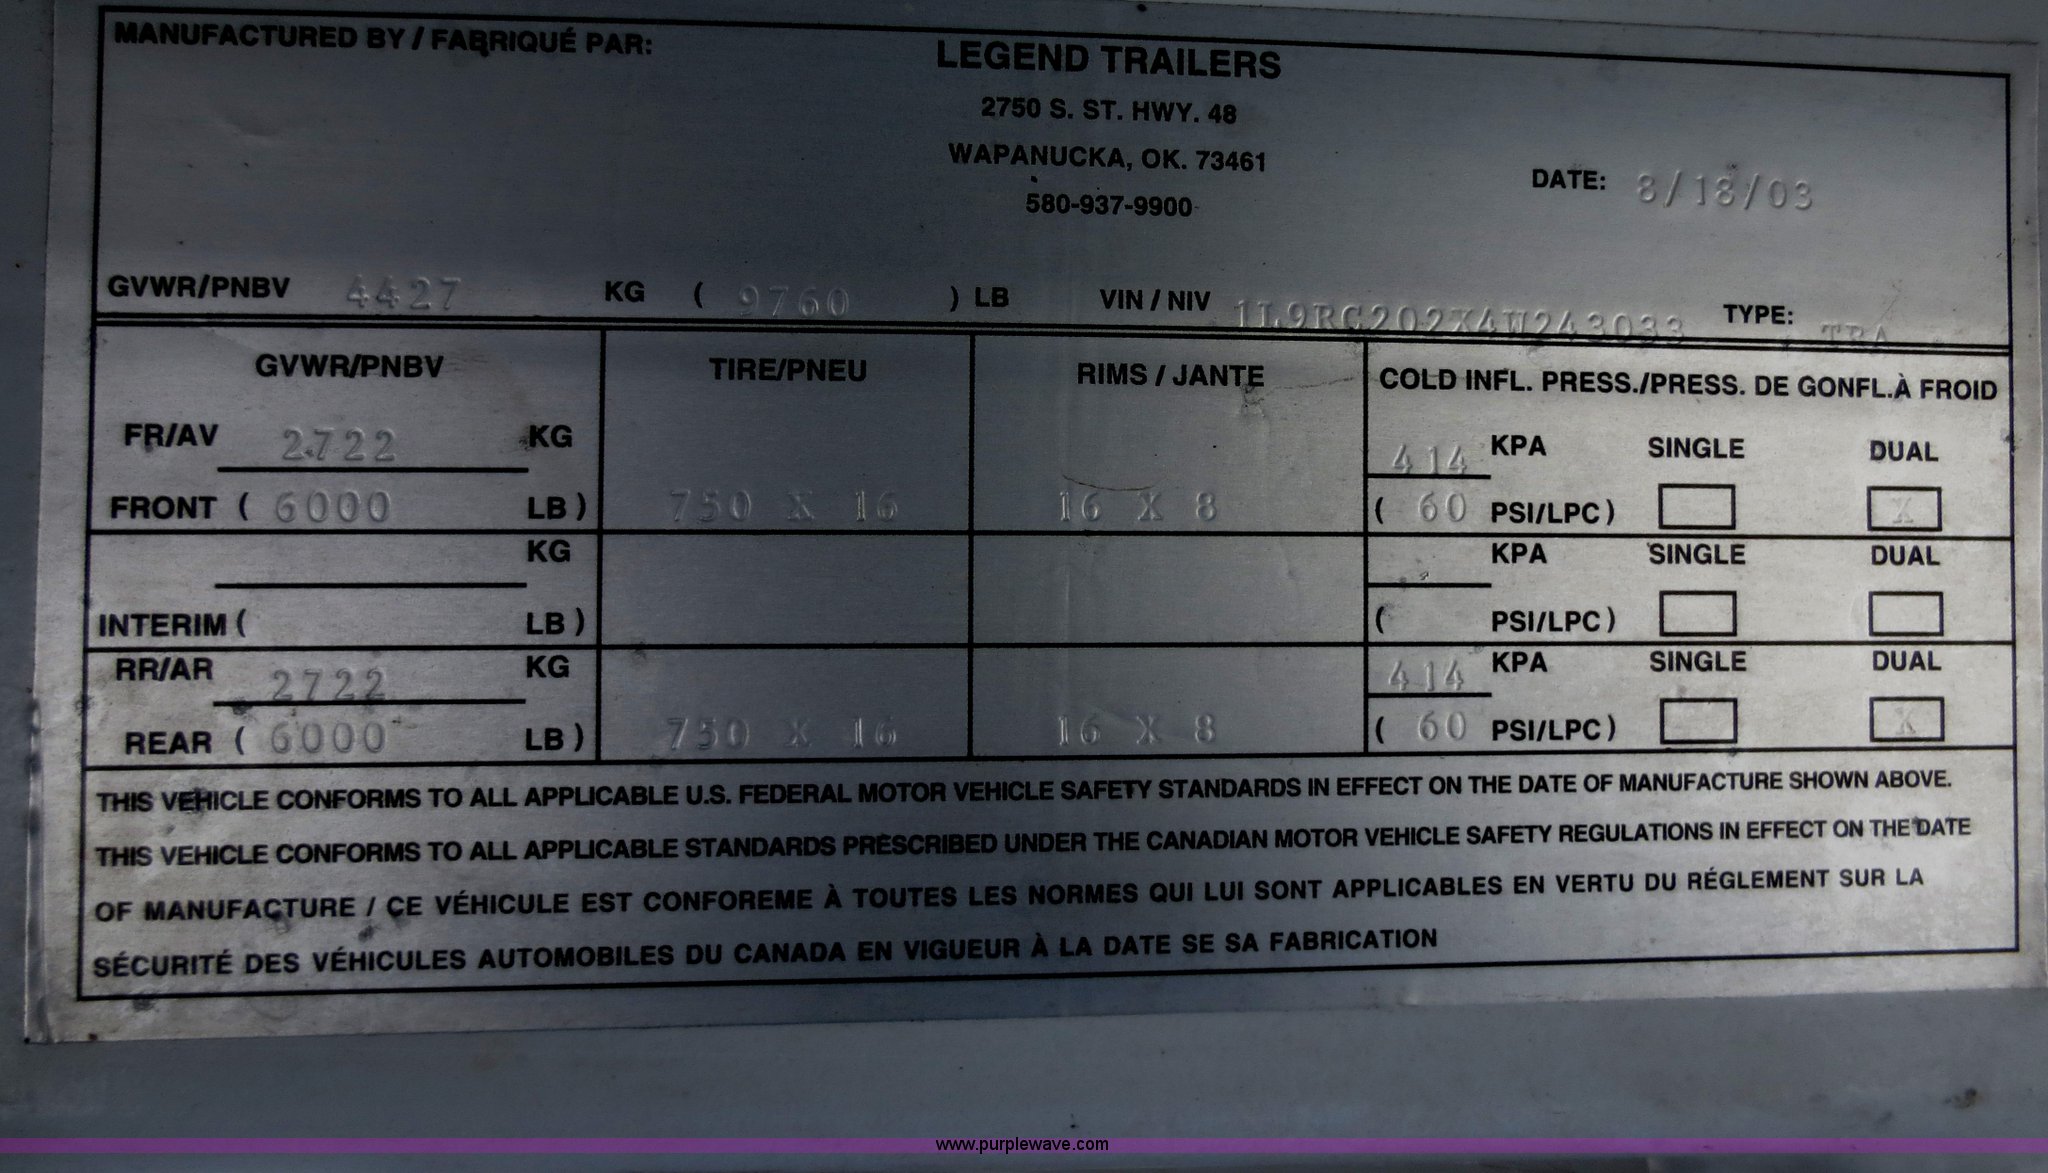 MANUFACTURED BY / FABRIQUÉ PAR:
LEGEND TRAILERS
2750 S. ST. HWY. 48
WAPANUCKA, OK. 73461
580-937-9900
DATE: 8/18/03
GVWR/PNBV 4427 KG ( 9760 ) LB VIN / NIV 1L9RC202X4W243033 TYPE: TRA
GVWR/PNBV TIRE/PNEU RIMS / JANTE COLD INFL. PRESS./PRESS. DE GONFL.À FROID
FR/AV 2722 KG 414 KPA SINGLE DUAL
FRONT ( 6000 LB ) 750 X 16 16 X 8 ( 60 PSI/LPC ) X
KG KPA SINGLE DUAL
INTERIM ( LB ) ( PSI/LPC )
RR/AR 2722 KG 414 KPA SINGLE DUAL
REAR ( 6000 LB ) 750 X 16 16 X 8 ( 60 PSI/LPC ) X
THIS VEHICLE CONFORMS TO ALL APPLICABLE U.S. FEDERAL MOTOR VEHICLE SAFETY STANDARDS IN EFFECT ON THE DATE OF MANUFACTURE SHOWN ABOVE.
THIS VEHICLE CONFORMS TO ALL APPLICABLE STANDARDS PRESCRIBED UNDER THE CANADIAN MOTOR VEHICLE SAFETY REGULATIONS IN EFFECT ON THE DATE
OF MANUFACTURE / CE VÉHICULE EST CONFOREME À TOUTES LES NORMES QUI LUI SONT APPLICABLES EN VERTU DU RÉGLEMENT SUR LA
SÉCURITÉ DES VÉHICULES AUTOMOBILES DU CANADA EN VIGUEUR À LA DATE SE SA FABRICATION
www.purplewave.com